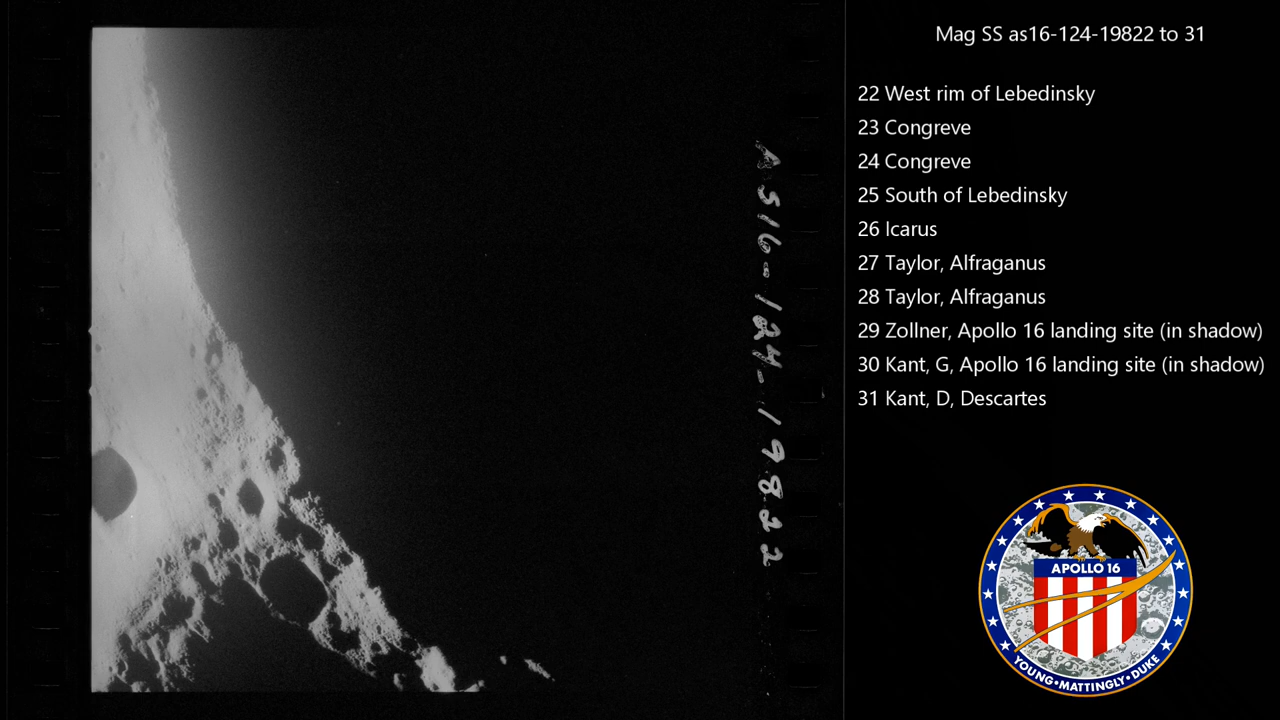 AS16-124-19822
Mag SS as16-124-19822 to 31
22 West rim of Lebedinsky
23 Congreve
24 Congreve
25 South of Lebedinsky
26 Icarus
27 Taylor, Alfraganus
28 Taylor, Alfraganus
29 Zollner, Apollo 16 landing site (in shadow)
30 Kant, G, Apollo 16 landing site (in shadow)
31 Kant, D, Descartes
APOLLO 16
YOUNG•MATTINGLY•DUKE